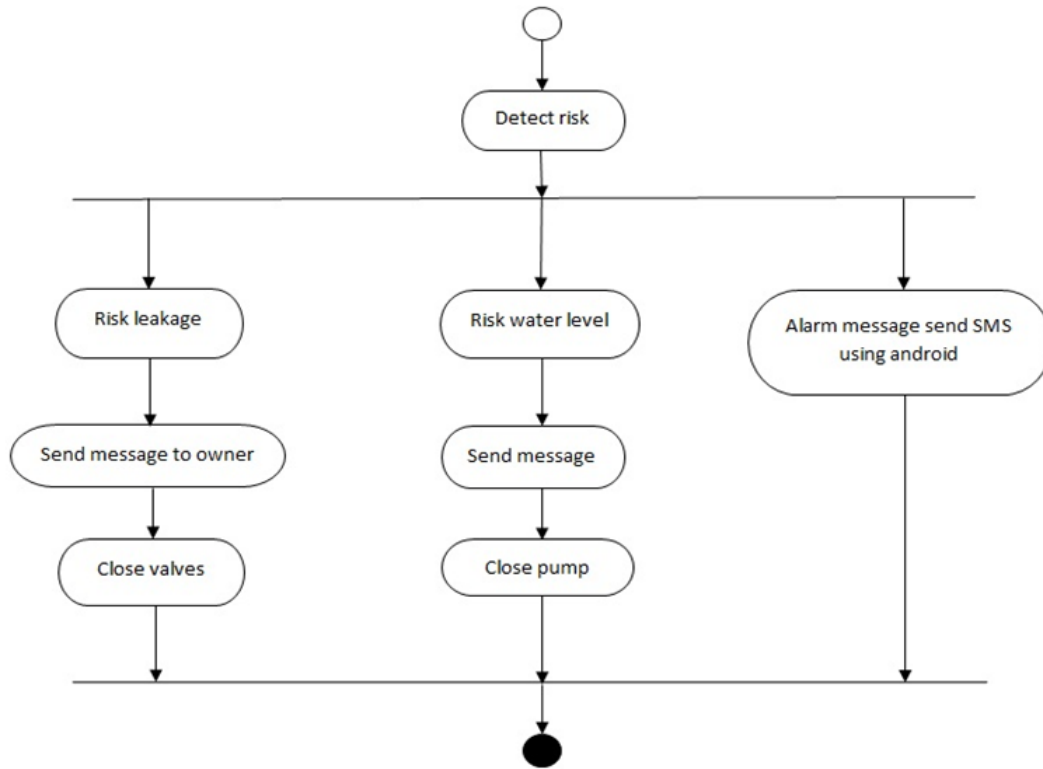 Detect risk
Risk leakage
Risk water level
Alarm message send SMS
using android
Send message to owner
Send message
Close valves
Close pump